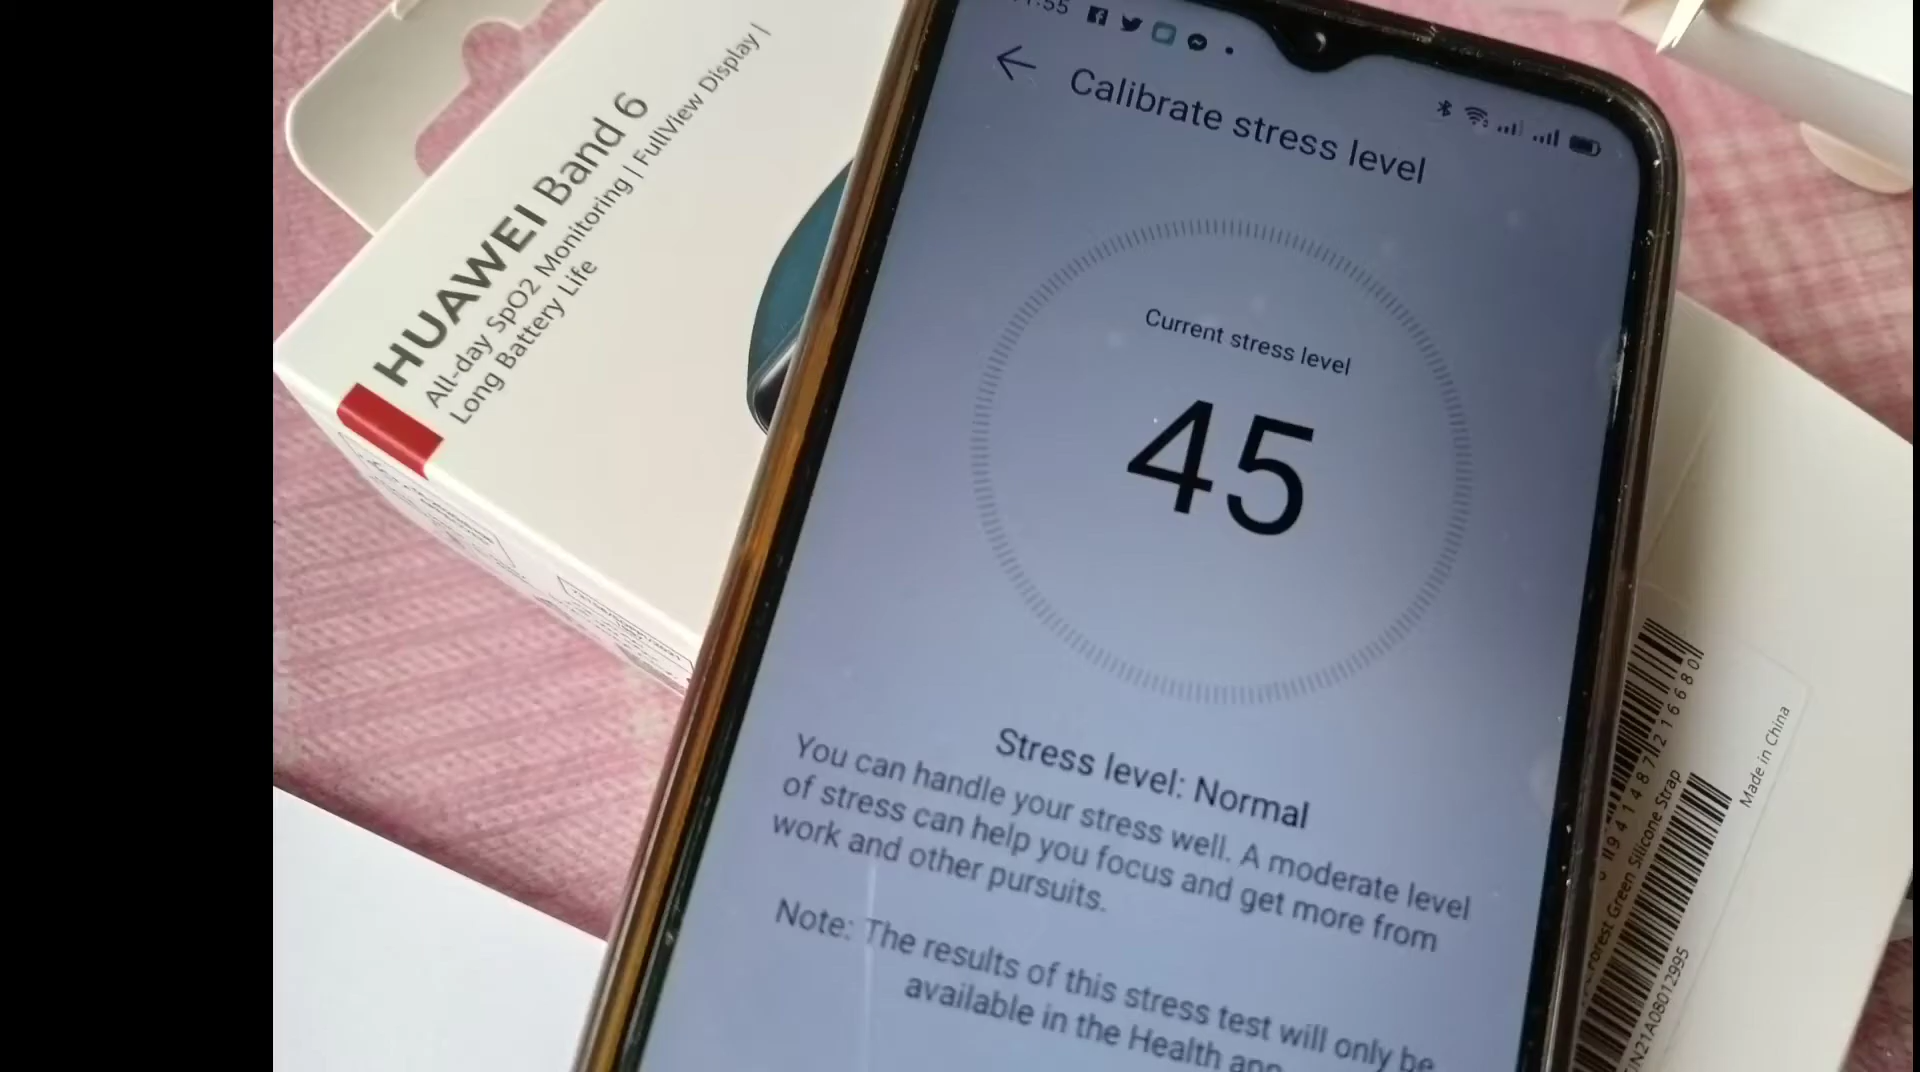 HUAWEI Band 6
All-day SpO2 Monitoring | FullView Display |
Long Battery Life
Calibrate stress level
Current stress level
45
Stress level: Normal
You can handle your stress well. A moderate level
of stress can help you focus and get more from
work and other pursuits.
Note: The results of this stress test will only be
available in the Health app
Made in China
Forest Green Silicone Strap